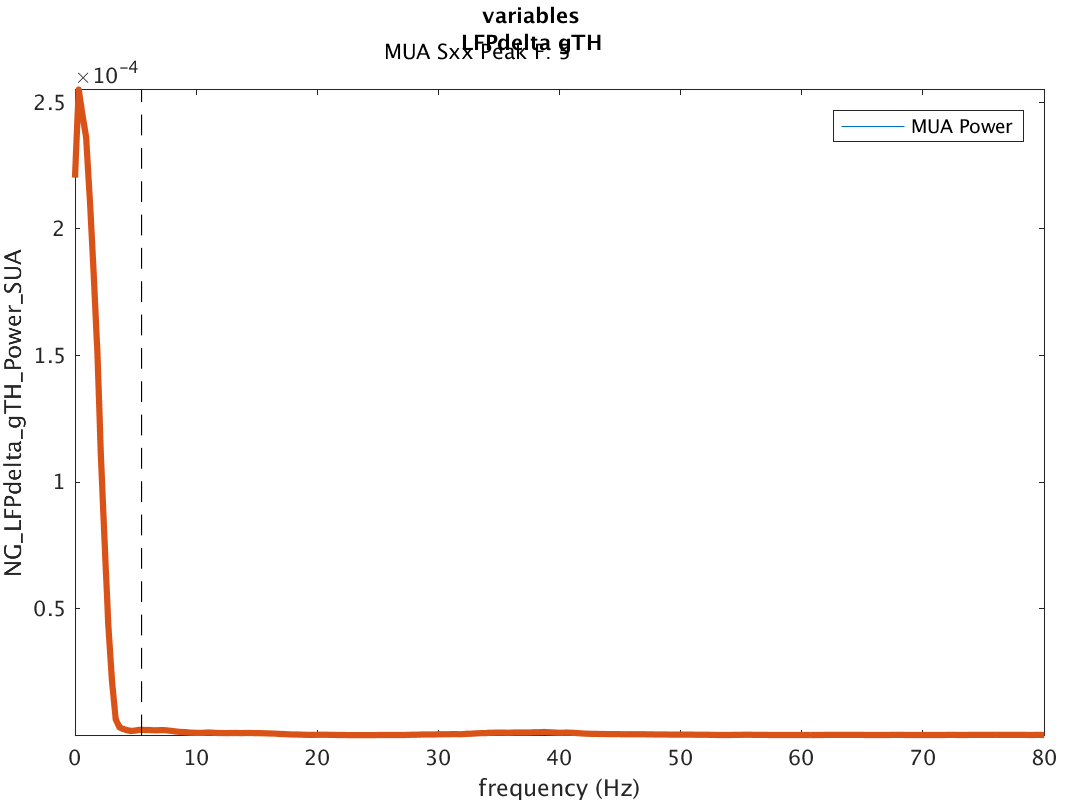 variables
LFPdelta gTH
MUA Sxx Peak F: 5
×10⁻⁴
2.5
2
1.5
1
0.5
NG_LFPdelta_gTH_Power_SUA
MUA Power
0 10 20 30 40 50 60 70 80
frequency (Hz)